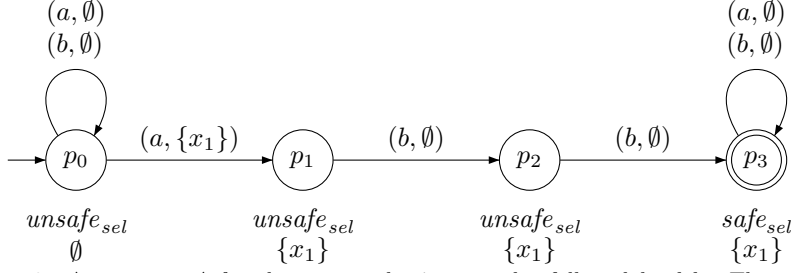 (a, ∅) (a, ∅)
(b, ∅) (b, ∅)
(a, {x₁}) (b, ∅) (b, ∅)
p₀ p₁ p₂ p₃
unsafe_sel unsafe_sel unsafe_sel safe_sel
∅ {x₁} {x₁} {x₁}